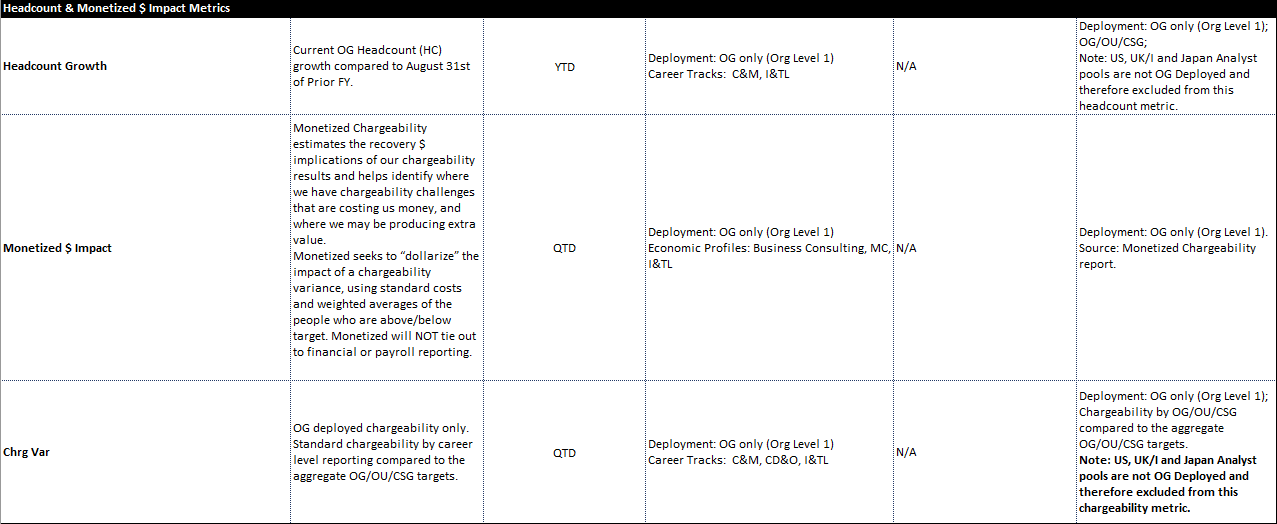 Headcount & Monetized $ Impact Metrics
Headcount Growth
Current OG Headcount (HC)
growth compared to August 31st
of Prior FY.
YTD
Deployment: OG only (Org Level 1)
Career Tracks:  C&M, I&TL
N/A
Deployment: OG only (Org Level 1);
OG/OU/CSG;
Note: US, UK/I and Japan Analyst
pools are not OG Deployed and
therefore excluded from this
headcount metric.
Monetized $ Impact
Monetized Chargeability
estimates the recovery $
implications of our chargeability
results and helps identify where
we have chargeability challenges
that are costing us money, and
where we may be producing extra
value.
Monetized seeks to “dollarize” the
impact of a chargeability
variance, using standard costs
and weighted averages of the
people who are above/below
target. Monetized will NOT tie out
to financial or payroll reporting.
QTD
Deployment: OG only (Org Level 1)
Economic Profiles: Business Consulting, MC,
I&TL
N/A
Deployment: OG only (Org Level 1).
Source: Monetized Chargeability
report.
Chrg Var
OG deployed chargeability only.
Standard chargeability by career
level reporting compared to the
aggregate OG/OU/CSG targets.
QTD
Deployment: OG only (Org Level 1)
Career Tracks:  C&M, CD&O, I&TL
N/A
Deployment: OG only (Org Level 1);
Chargeability by OG/OU/CSG
compared to the aggregate
OG/OU/CSG targets.
Note: US, UK/I and Japan Analyst
pools are not OG Deployed and
therefore excluded from this
chargeability metric.